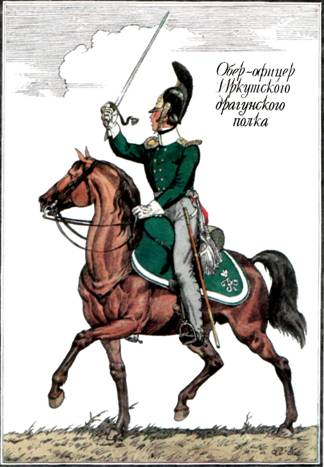 Обер-офицер
Иркутского
драгунского
полка